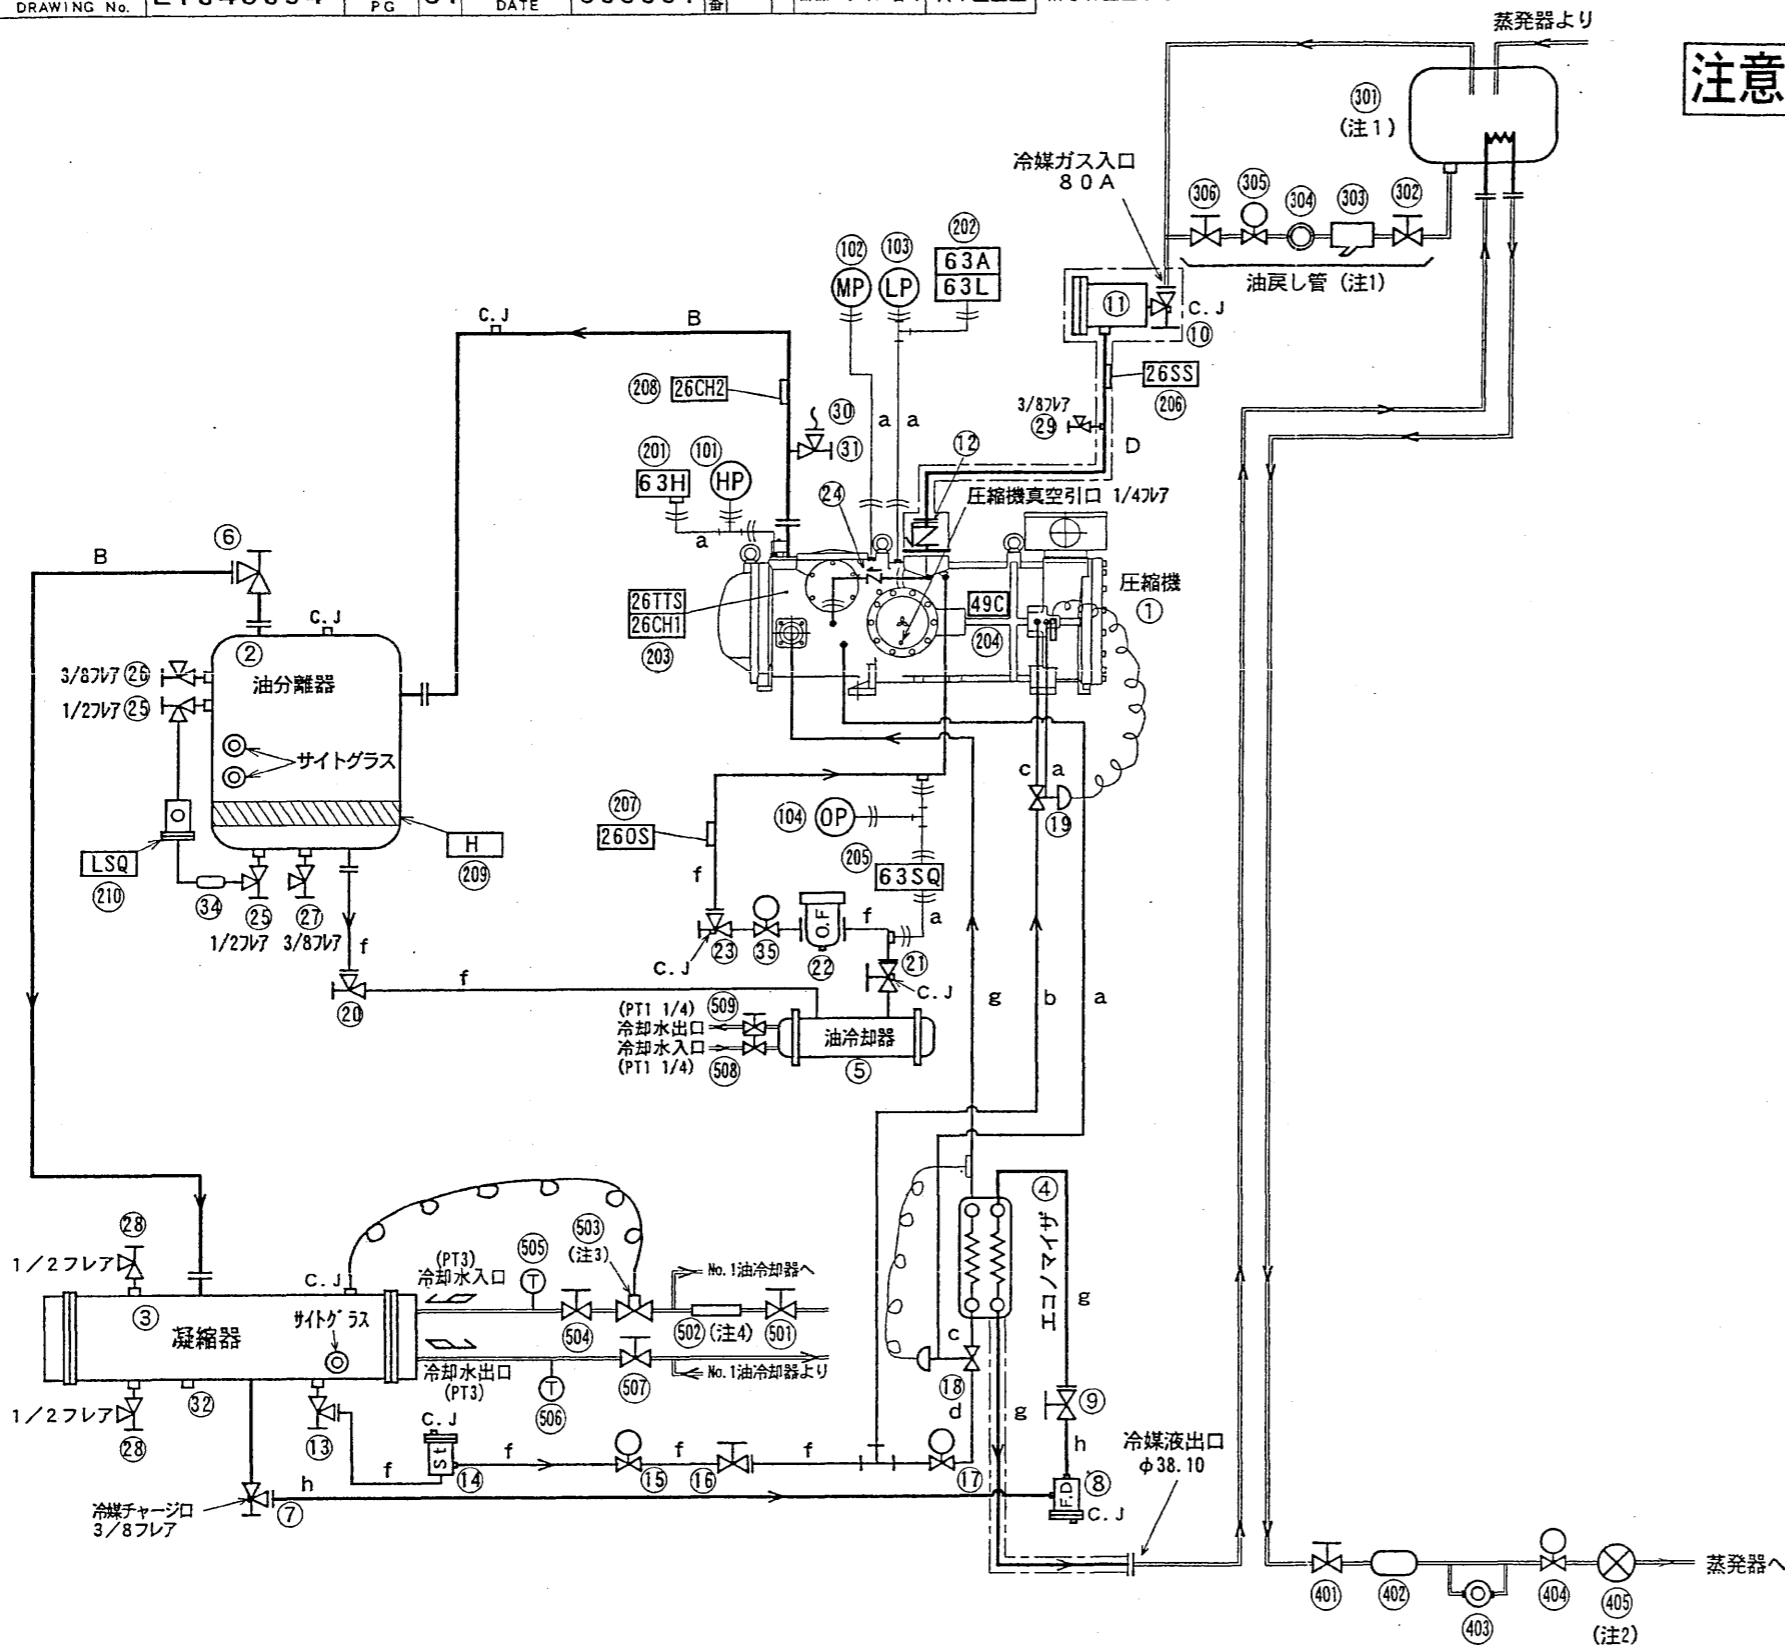 DRAWING No.
PG
DATE
番
蒸発器より
注意
301
(注1)
冷媒ガス入口
80A
306
305
304
303
302
油戻し管 (注1)
102
103
202
MP
LP
63A
63L
11
C.J
10
C.J
B
208
26CH2
26SS
206
3/8フレア
29
D
30
31
a
a
12
201
101
63H
HP
24
圧縮機真空引口 1/4フレア
a
6
B
圧縮機
1
26TTS
26CH1
203
49C
204
C.J
2
油分離器
3/8フレア 26
1/2フレア 25
サイトグラス
c
a
19
207
26OS
104
OP
205
63SQ
H
209
LSQ
210
34
25
1/2フレア
27
3/8フレア
f
f
f
a
O.F
C.J
23
35
22
21
C.J
20
f
g
b
a
(PT1 1/4)
509
冷却水出口
冷却水入口
(PT1 1/4)
508
油冷却器
5
4
エコノマイザ
g
28
1/2フレア
C.J
3
凝縮器
サイトグラス
(PT3)
冷却水入口
505
T
503
(注3)
504
No.1油冷却器へ
502
(注4)
501
冷却水出口
(PT3)
T
506
507
No.1油冷却器より
c
18
d
g
9
h
1/2フレア
28
32
13
C.J
St
14
f
f
15
f
16
f
17
8
F.D
C.J
冷媒液出口
φ38.10
冷媒チャージ口
3/8フレア
7
h
401
402
403
404
405
(注2)
蒸発器へ